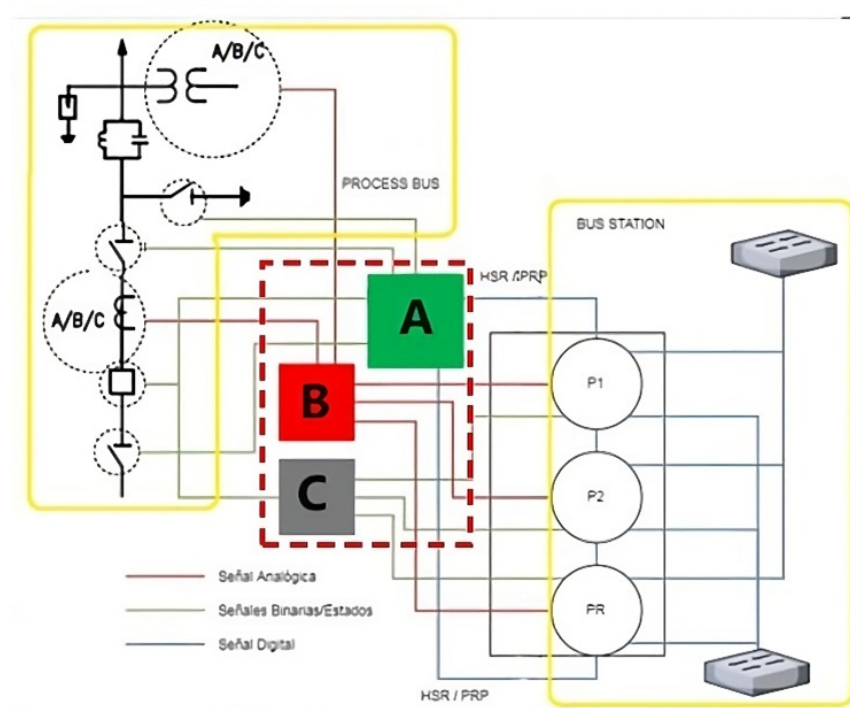 A/B/C
PROCESS BUS
BUS STATION
HSR / PRP
A
A/B/C
P1
B
P2
C
Señal Analógica
Señales Binarias/Estados
PR
Señal Digital
HSR / PRP